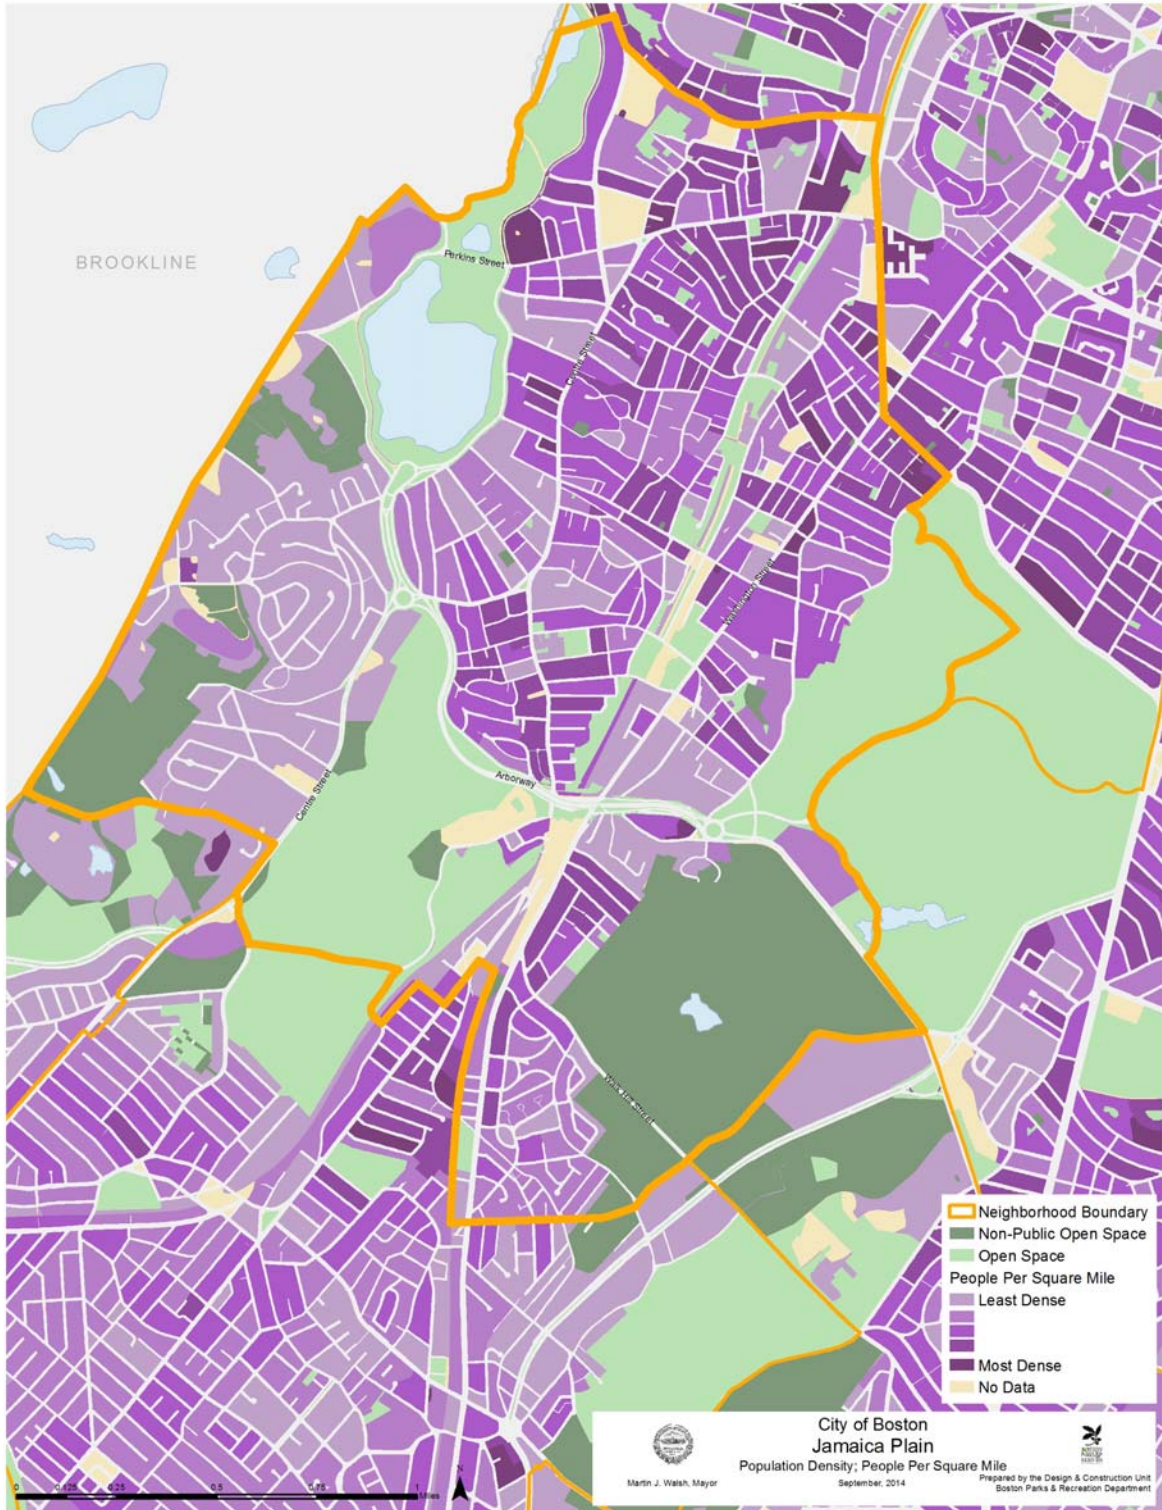 BROOKLINE
Perkins Street
Centre Street
Washington Street
Arborway
Centre Street
Walk Hill Street
Neighborhood Boundary
Non-Public Open Space
Open Space
People Per Square Mile
Least Dense
Most Dense
No Data
City of Boston
Jamaica Plain
Population Density; People Per Square Mile
Martin J. Walsh, Mayor
September, 2014
Prepared by the Design & Construction Unit
Boston Parks & Recreation Department
N
0 0.125 0.25 0.5 0.75 1
Miles